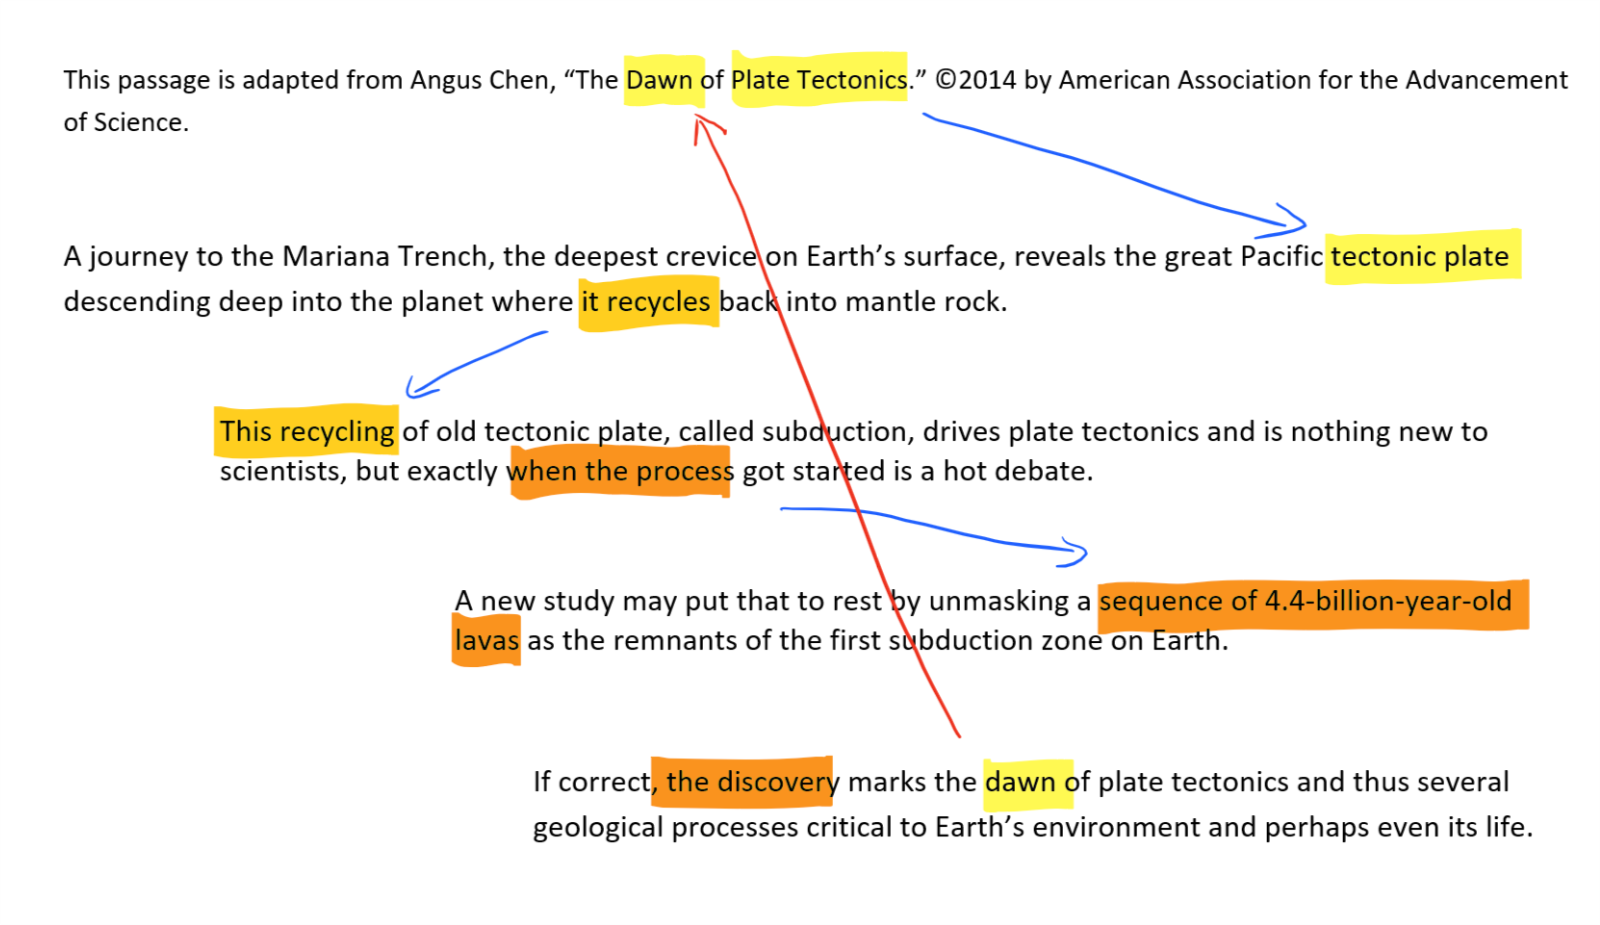 This passage is adapted from Angus Chen, “The Dawn of Plate Tectonics.” ©2014 by American Association for the Advancement
of Science.
A journey to the Mariana Trench, the deepest crevice on Earth’s surface, reveals the great Pacific tectonic plate
descending deep into the planet where it recycles back into mantle rock.
This recycling of old tectonic plate, called subduction, drives plate tectonics and is nothing new to
scientists, but exactly when the process got started is a hot debate.
A new study may put that to rest by unmasking a sequence of 4.4-billion-year-old
lavas as the remnants of the first subduction zone on Earth.
If correct, the discovery marks the dawn of plate tectonics and thus several
geological processes critical to Earth’s environment and perhaps even its life.